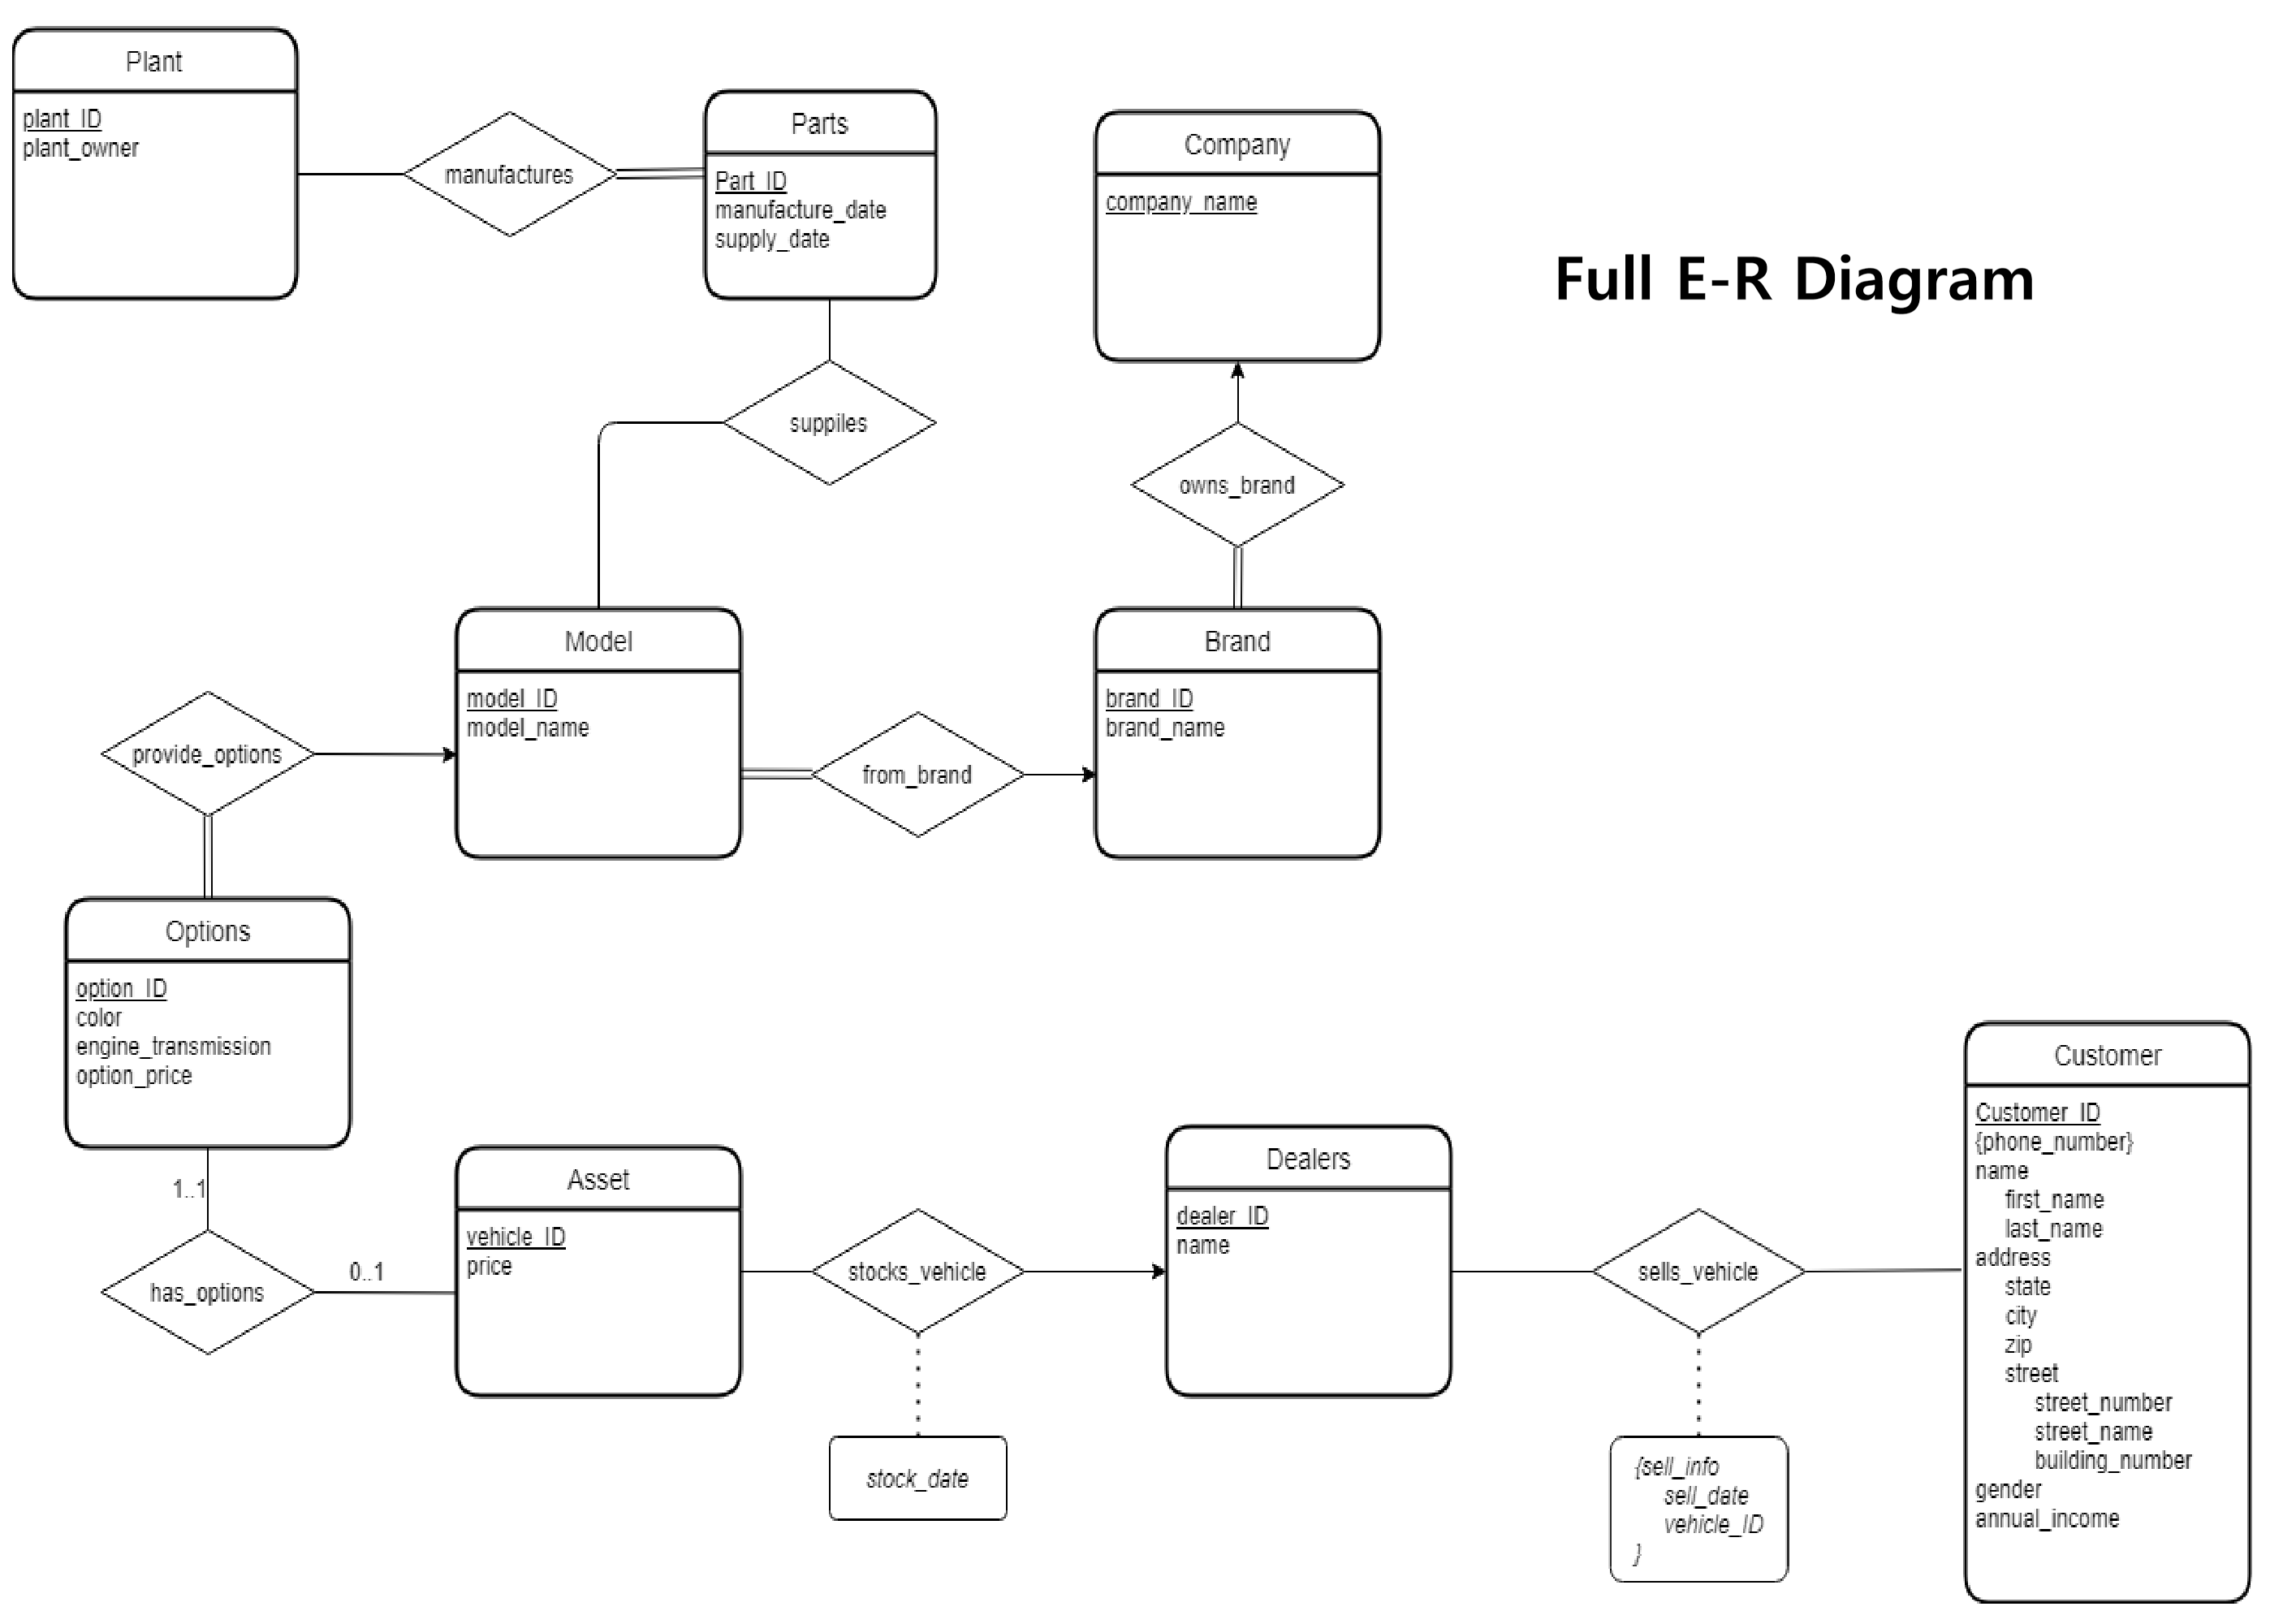 Plant
plant_ID
plant_owner
manufactures
Parts
Part_ID
manufacture_date
supply_date
Company
company_name
Full E-R Diagram
suppiles
owns_brand
Model
model_ID
model_name
Brand
brand_ID
brand_name
provide_options
from_brand
Options
option_ID
color
engine_transmission
option_price
1..1
has_options
0..1
Asset
vehicle_ID
price
stocks_vehicle
stock_date
Dealers
dealer_ID
name
sells_vehicle
{sell_info
sell_date
vehicle_ID
}
Customer
Customer_ID
{phone_number}
name
first_name
last_name
address
state
city
zip
street
street_number
street_name
building_number
gender
annual_income